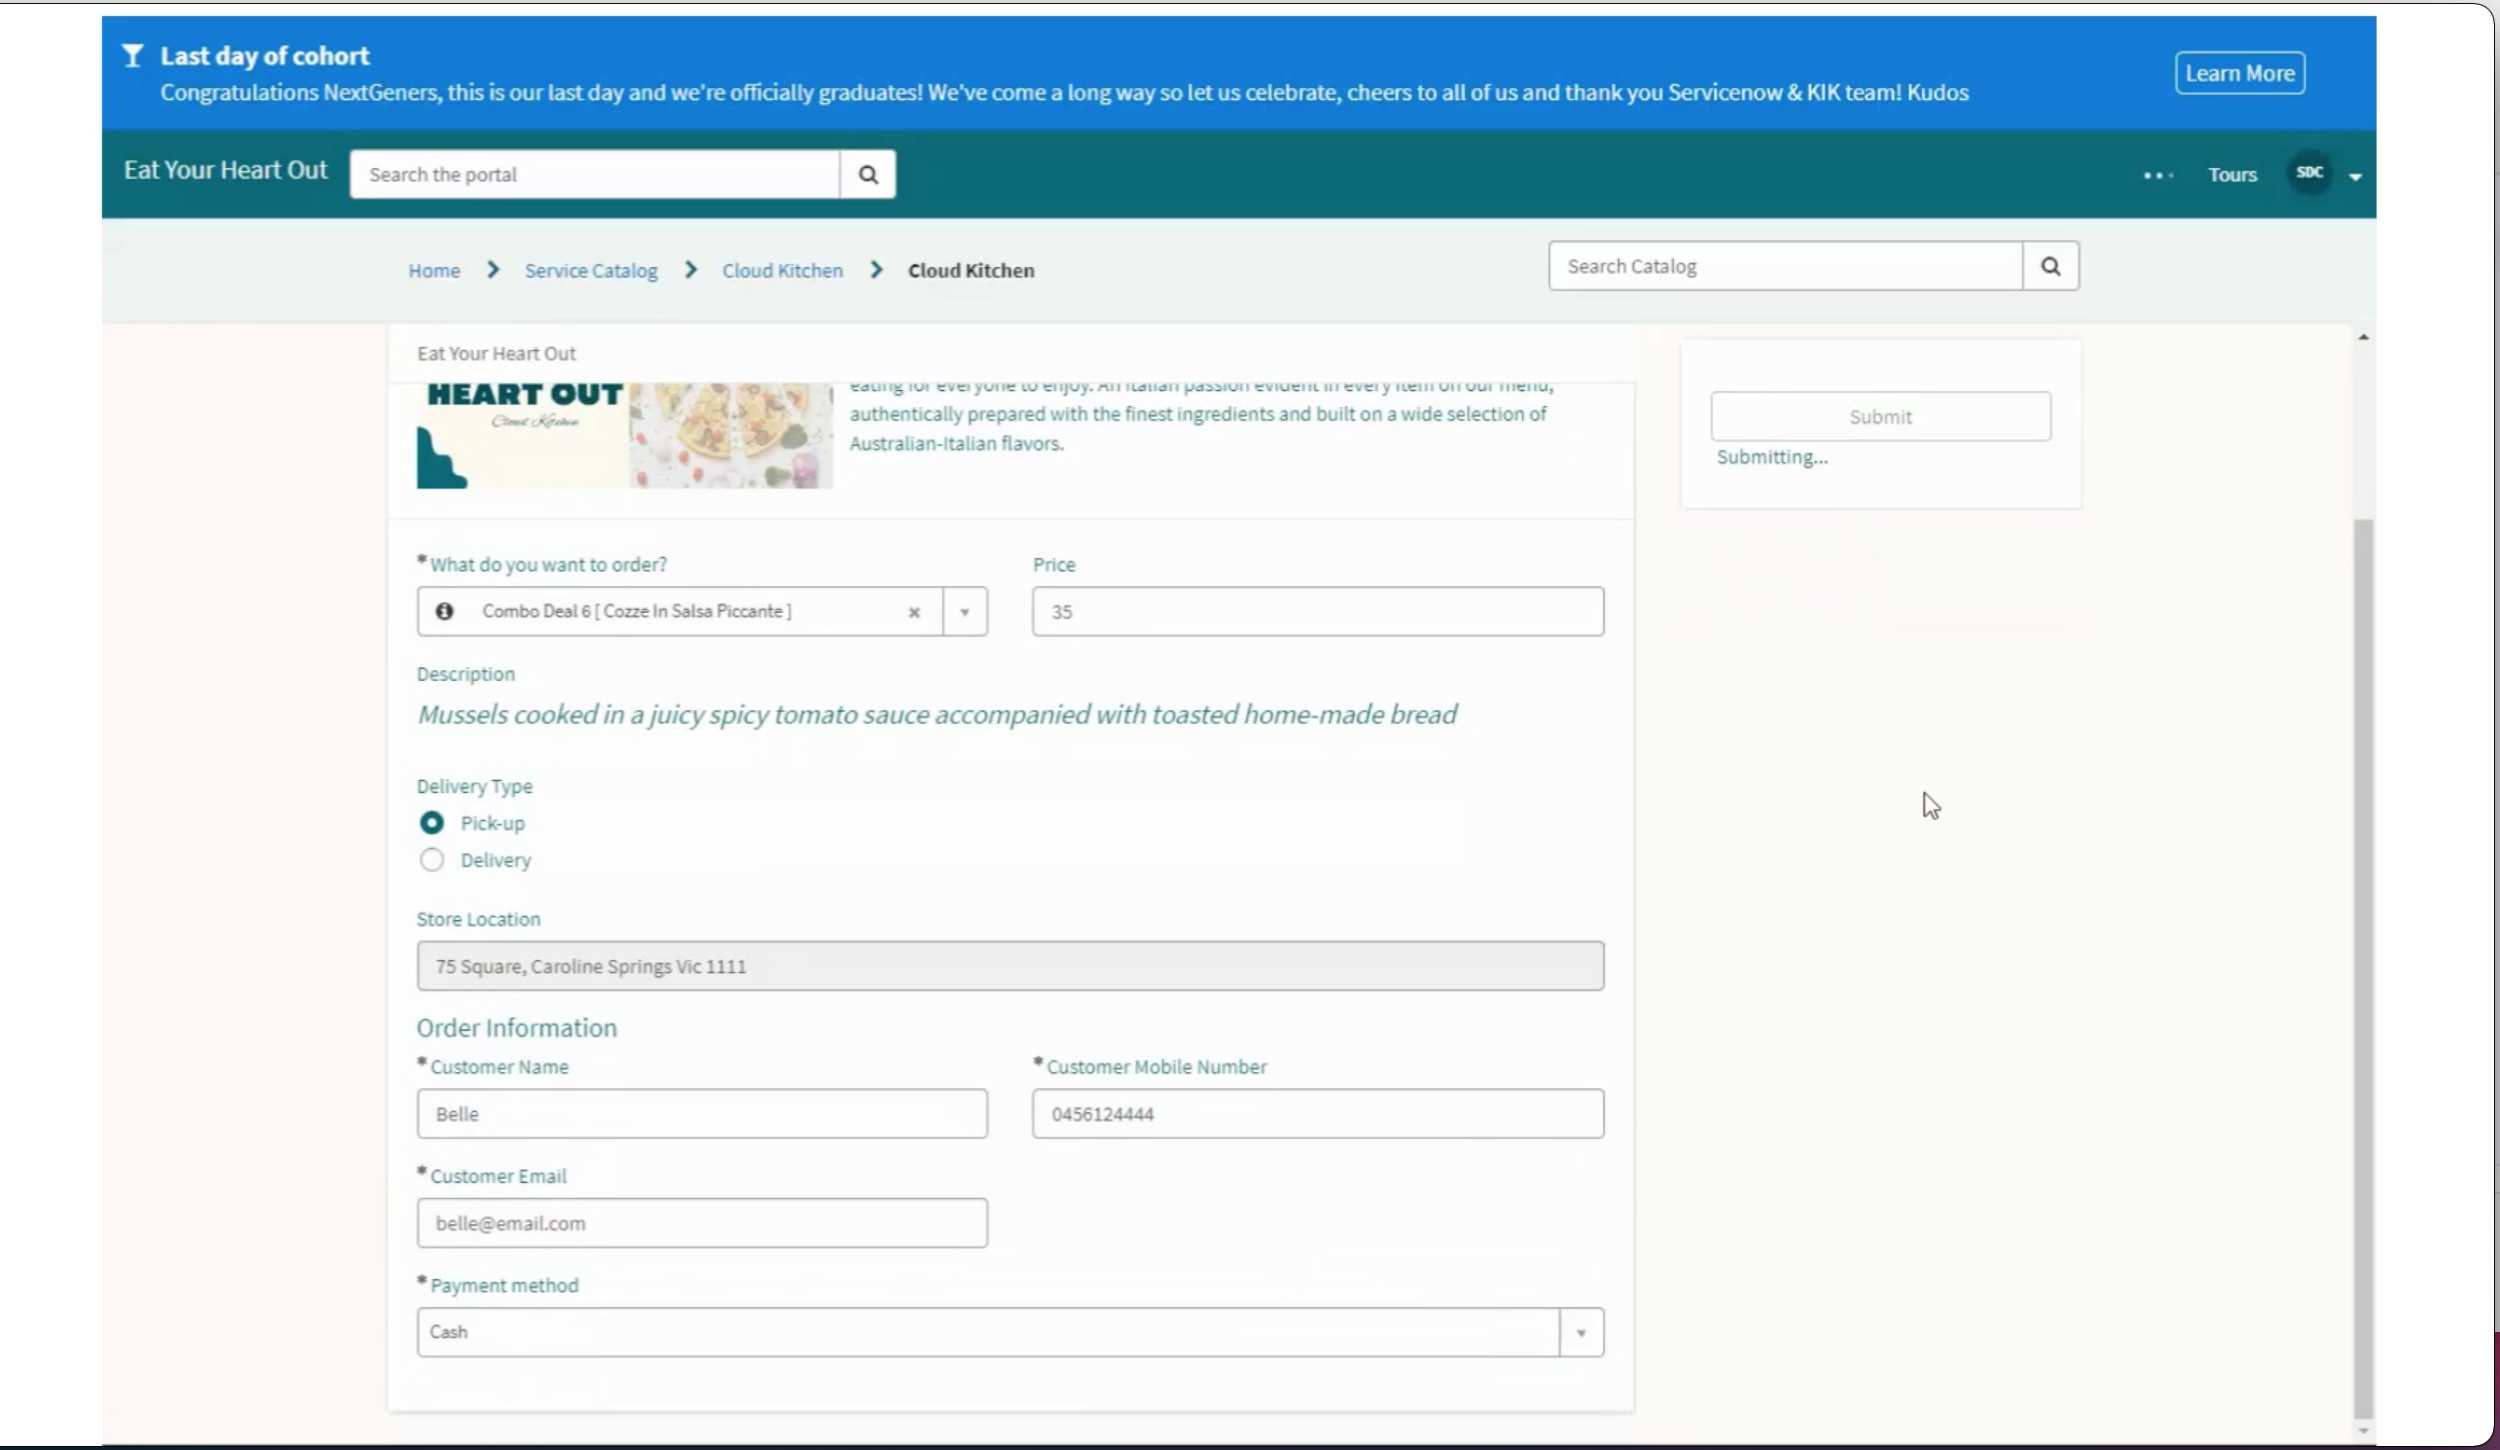 Last day of cohort
Congratulations NextGeners, this is our last day and we're officially graduates! We've come a long way so let us celebrate, cheers to all of us and thank you Servicenow & KIK team! Kudos
Learn More
Eat Your Heart Out
Search the portal
Tours
SDC
Home
Service Catalog
Cloud Kitchen
Cloud Kitchen
Search Catalog
Eat Your Heart Out
HEART OUT
Cloud Kitchen
eating for everyone to enjoy. An Italian passion evident in every item on our menu,
authentically prepared with the finest ingredients and built on a wide selection of
Australian-Italian flavors.
Submit
Submitting...
*What do you want to order?
Price
Combo Deal 6 [ Cozze In Salsa Piccante ]
35
Description
Mussels cooked in a juicy spicy tomato sauce accompanied with toasted home-made bread
Delivery Type
Pick-up
Delivery
Store Location
75 Square, Caroline Springs Vic 1111
Order Information
*Customer Name
*Customer Mobile Number
Belle
0456124444
*Customer Email
belle@email.com
*Payment method
Cash